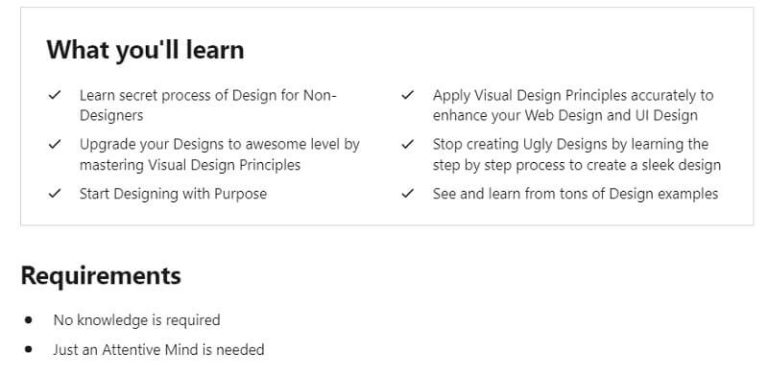 What you'll learn
Learn secret process of Design for Non-
Designers
Upgrade your Designs to awesome level by
mastering Visual Design Principles
Start Designing with Purpose
Apply Visual Design Principles accurately to
enhance your Web Design and UI Design
Stop creating Ugly Designs by learning the
step by step process to create a sleek design
See and learn from tons of Design examples
Requirements
No knowledge is required
Just an Attentive Mind is needed